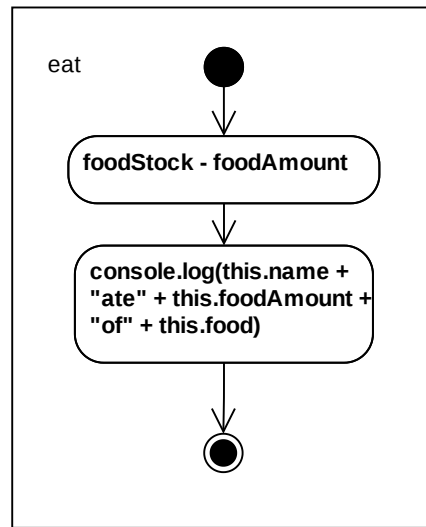 eat
foodStock - foodAmount
console.log(this.name +
"ate" + this.foodAmount +
"of" + this.food)